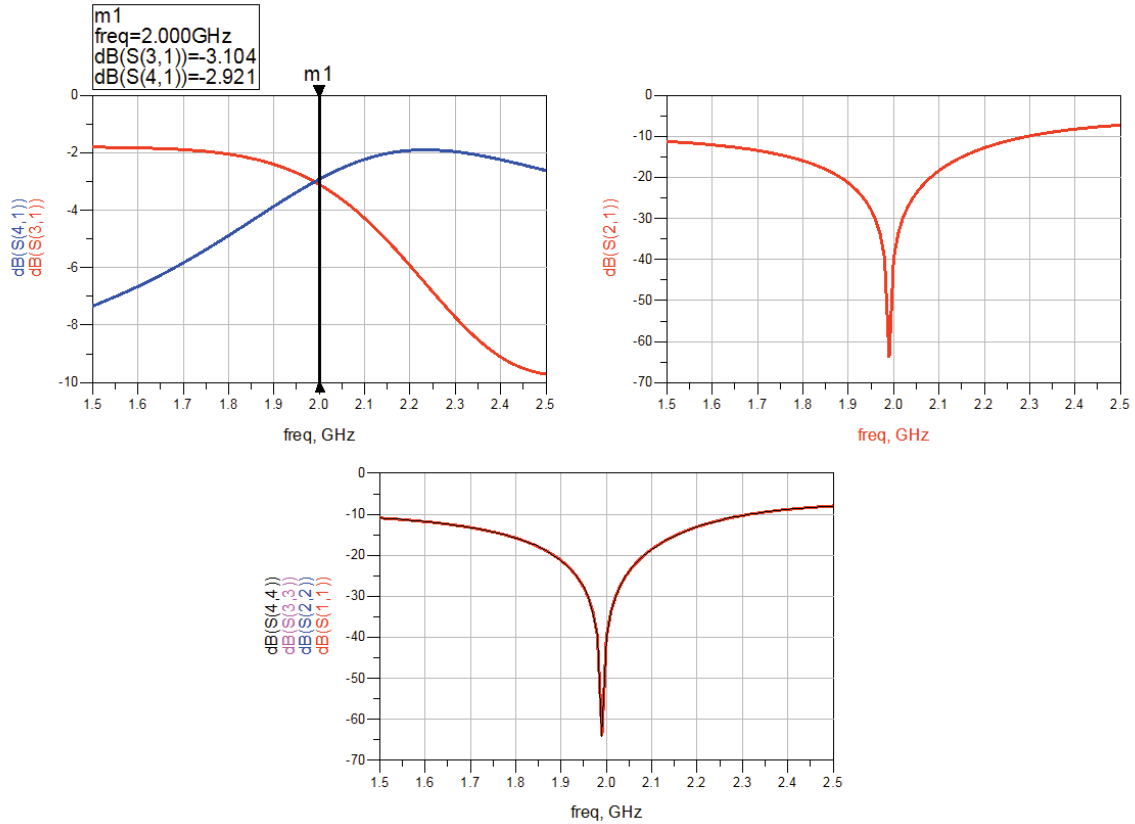 m1
freq=2.000GHz
dB(S(3,1))=-3.104
dB(S(4,1))=-2.921
m1
0
-2
-4
-6
-8
-10
1.5 1.6 1.7 1.8 1.9 2.0 2.1 2.2 2.3 2.4 2.5
freq, GHz
dB(S(4,1))
dB(S(3,1))
0
-10
-20
-30
-40
-50
-60
-70
1.5 1.6 1.7 1.8 1.9 2.0 2.1 2.2 2.3 2.4 2.5
freq, GHz
dB(S(2,1))
0
-10
-20
-30
-40
-50
-60
-70
1.5 1.6 1.7 1.8 1.9 2.0 2.1 2.2 2.3 2.4 2.5
freq, GHz
dB(S(4,4))
dB(S(3,3))
dB(S(2,2))
dB(S(1,1))